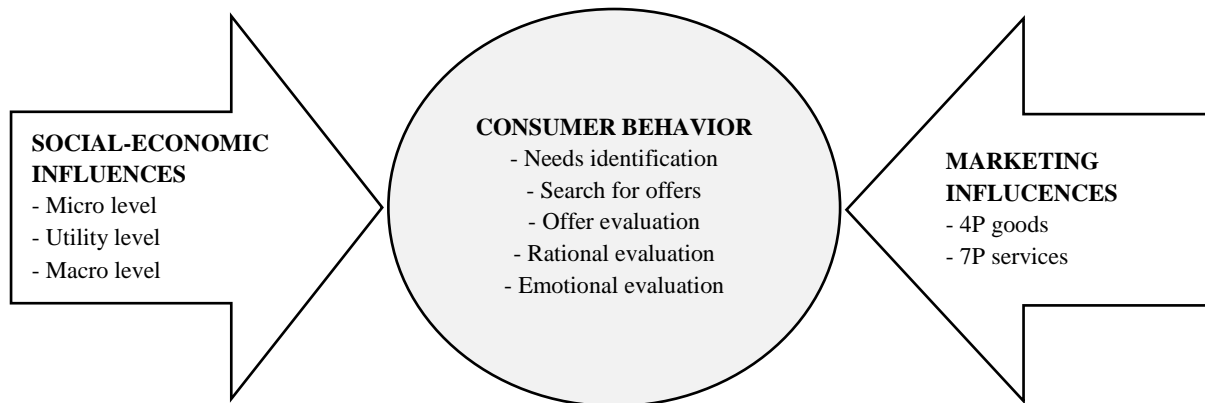 SOCIAL-ECONOMIC
INFLUENCES
- Micro level
- Utility level
- Macro level
CONSUMER BEHAVIOR
- Needs identification
- Search for offers
- Offer evaluation
- Rational evaluation
- Emotional evaluation
MARKETING
INFLUCENCES
- 4P goods
- 7P services